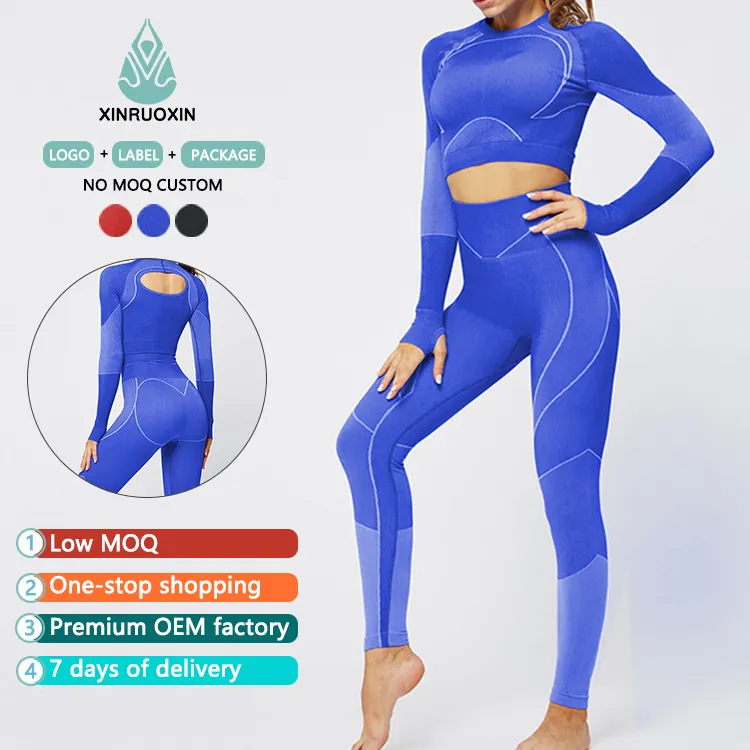 XINRUOXIN
LOGO + LABEL + PACKAGE
NO MOQ CUSTOM
1 Low MOQ
2 One-stop shopping
3 Premium OEM factory
4 7 days of delivery